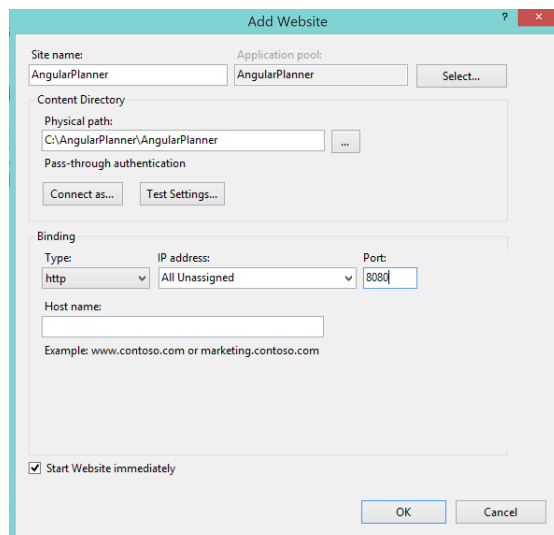 Add Website
? ×
Site name: Application pool:
AngularPlanner AngularPlanner Select...
Content Directory
Physical path:
C:\AngularPlanner\AngularPlanner ...
Pass-through authentication
Connect as... Test Settings...
Binding
Type: IP address: Port:
http All Unassigned 8080
Host name:
Example: www.contoso.com or marketing.contoso.com
Start Website immediately
OK Cancel